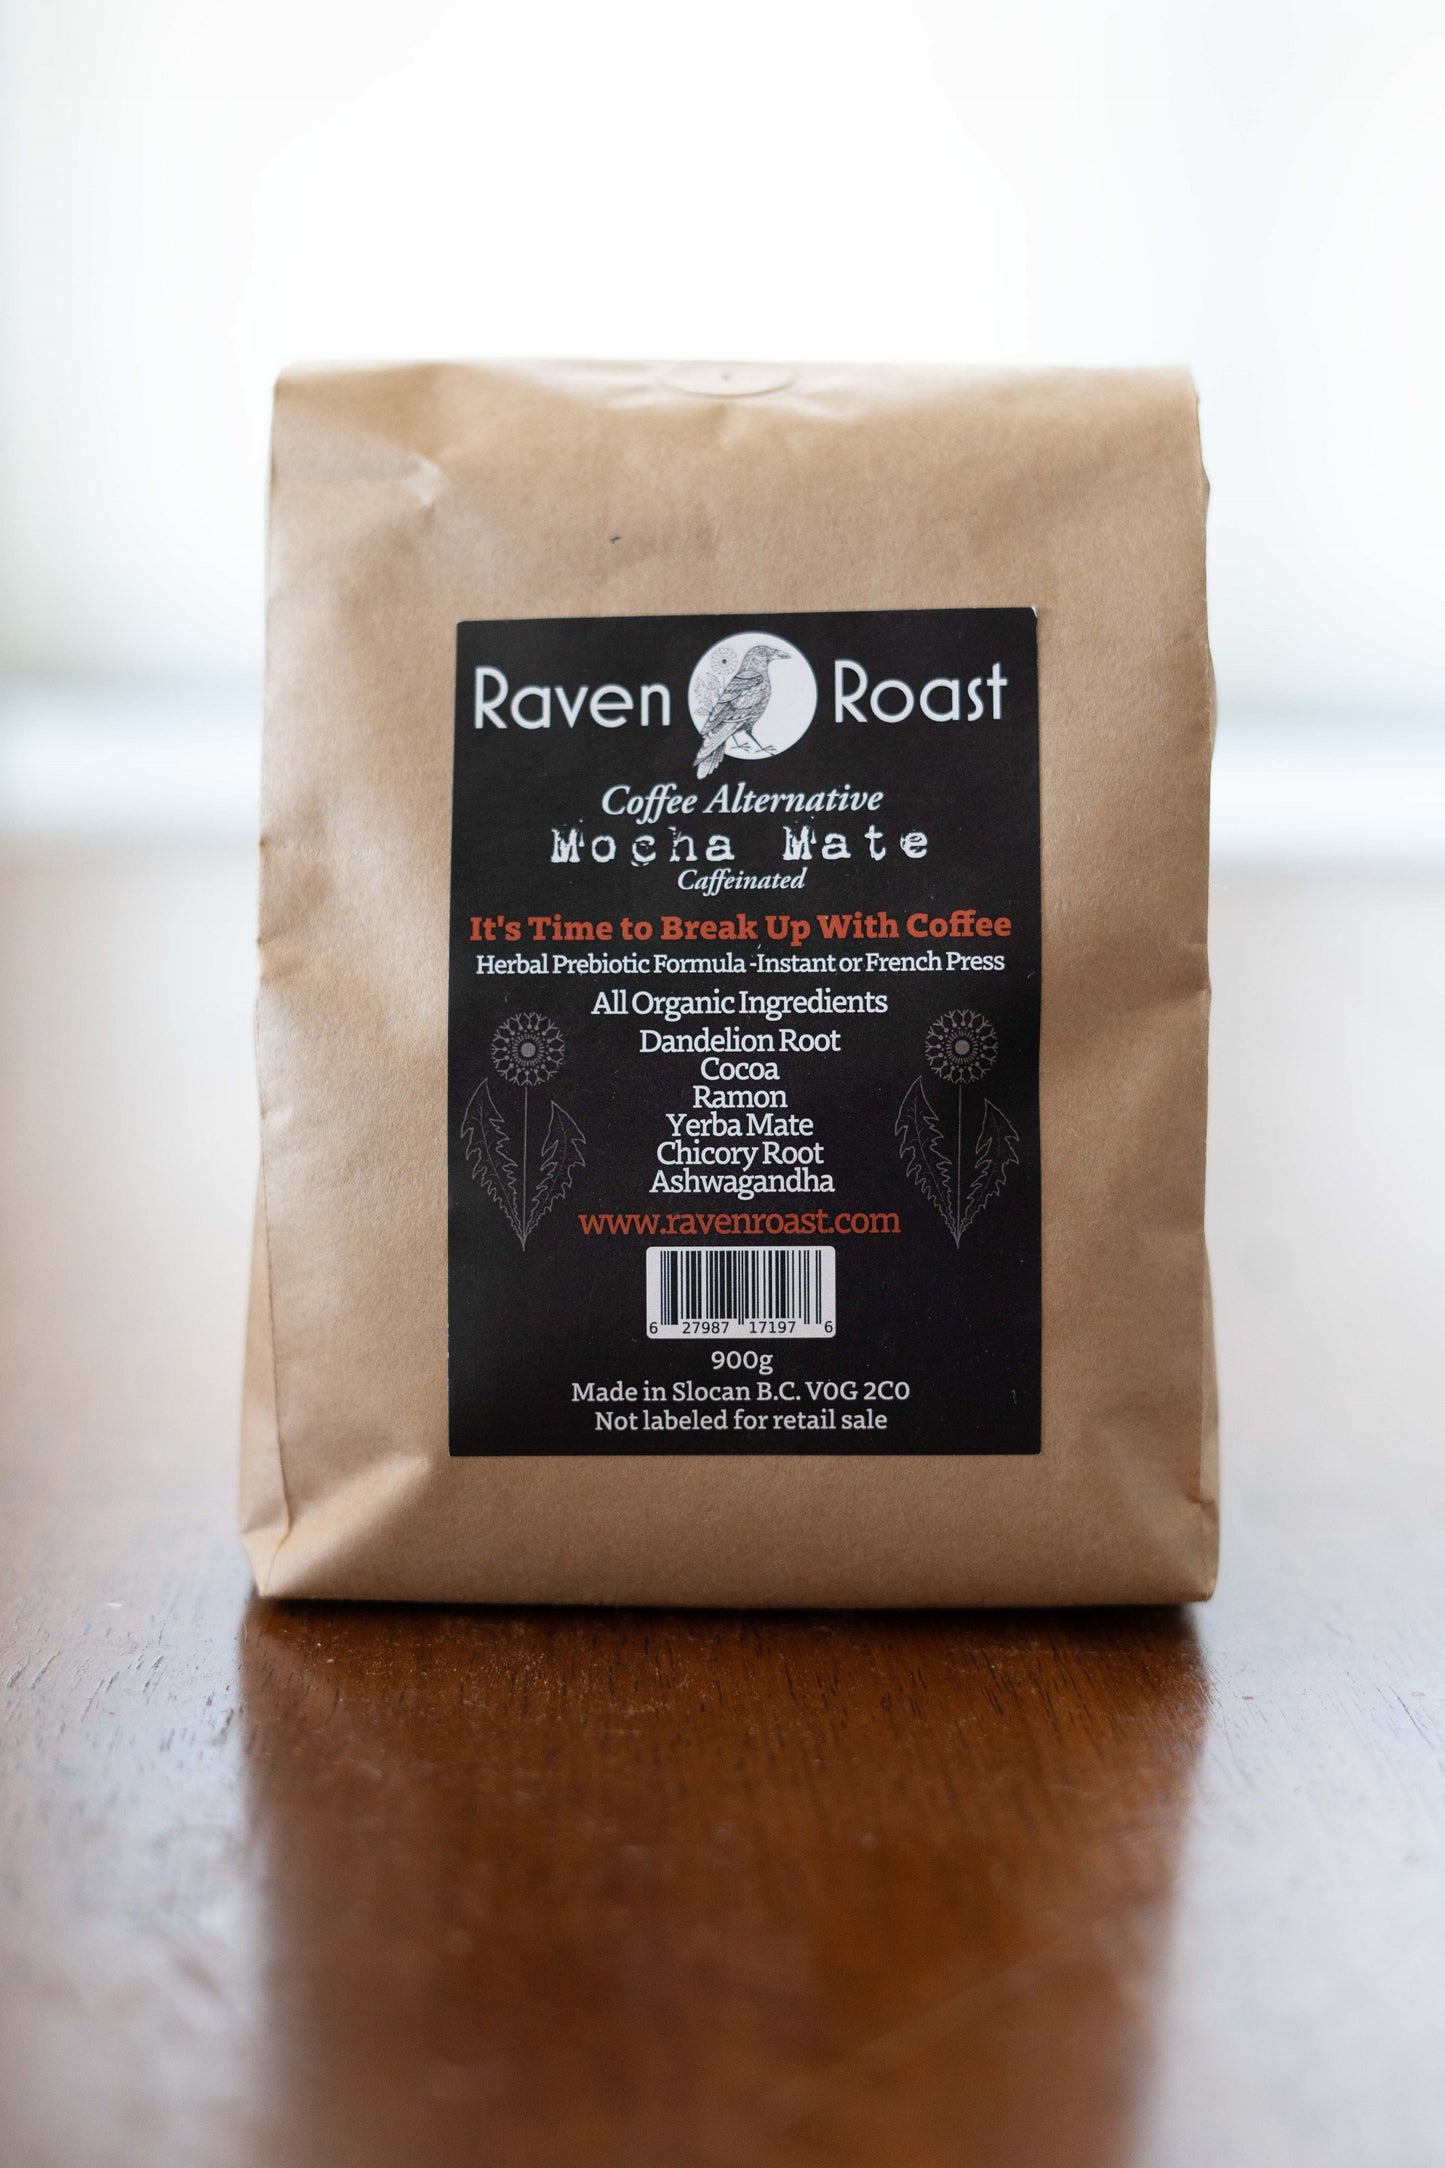 Raven Roast
Coffee Alternative
Mocha Mate
Caffeinated
It's Time to Break Up With Coffee
Herbal Prebiotic Formula -Instant or French Press
All Organic Ingredients
Dandelion Root
Cocoa
Ramon
Yerba Mate
Chicory Root
Ashwagandha
www.ravenroast.com
6 27987 17197 6
900g
Made in Slocan B.C. V0G 2C0
Not labeled for retail sale